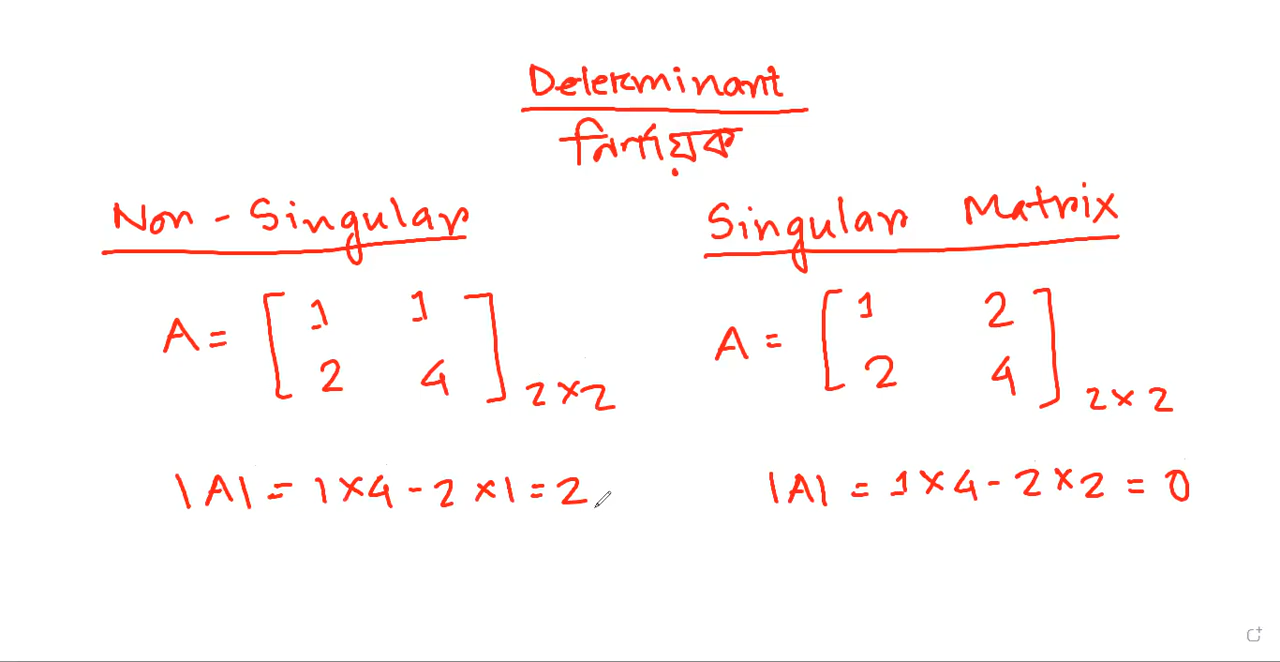 Determinant
নির্ণায়ক
Non - Singular
A = [ 1 1
2 4 ] 2×2
|A| = 1×4 - 2×1 = 2
Singular Matrix
A = [ 1 2
2 4 ] 2×2
|A| = 1×4 - 2×2 = 0